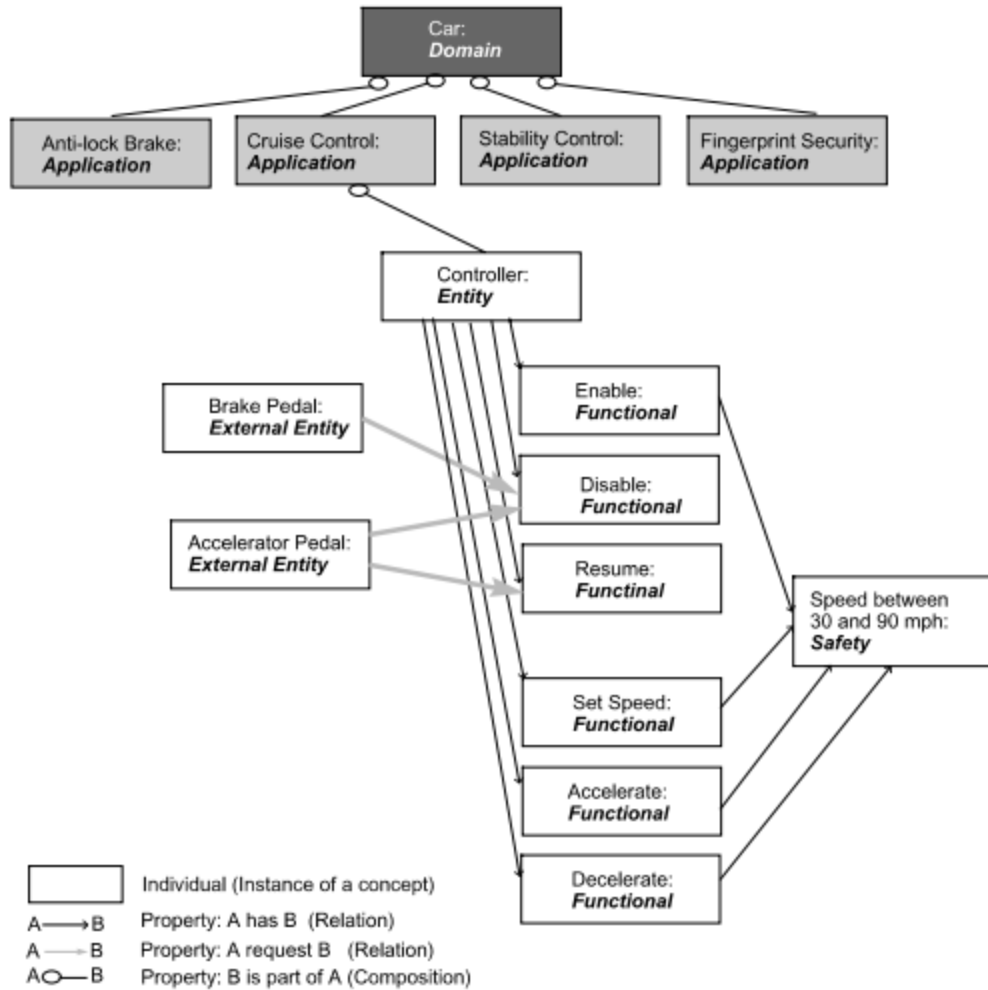 Car:
Domain
Anti-lock Brake:
Application
Cruise Control:
Application
Stability Control:
Application
Fingerprint Security:
Application
Controller:
Entity
Enable:
Functional
Brake Pedal:
External Entity
Disable:
Functional
Accelerator Pedal:
External Entity
Resume:
Functinal
Speed between
30 and 90 mph:
Safety
Set Speed:
Functional
Accelerate:
Functional
Decelerate:
Functional
Individual (Instance of a concept)
A B Property: A has B (Relation)
A B Property: A request B (Relation)
A B Property: B is part of A (Composition)